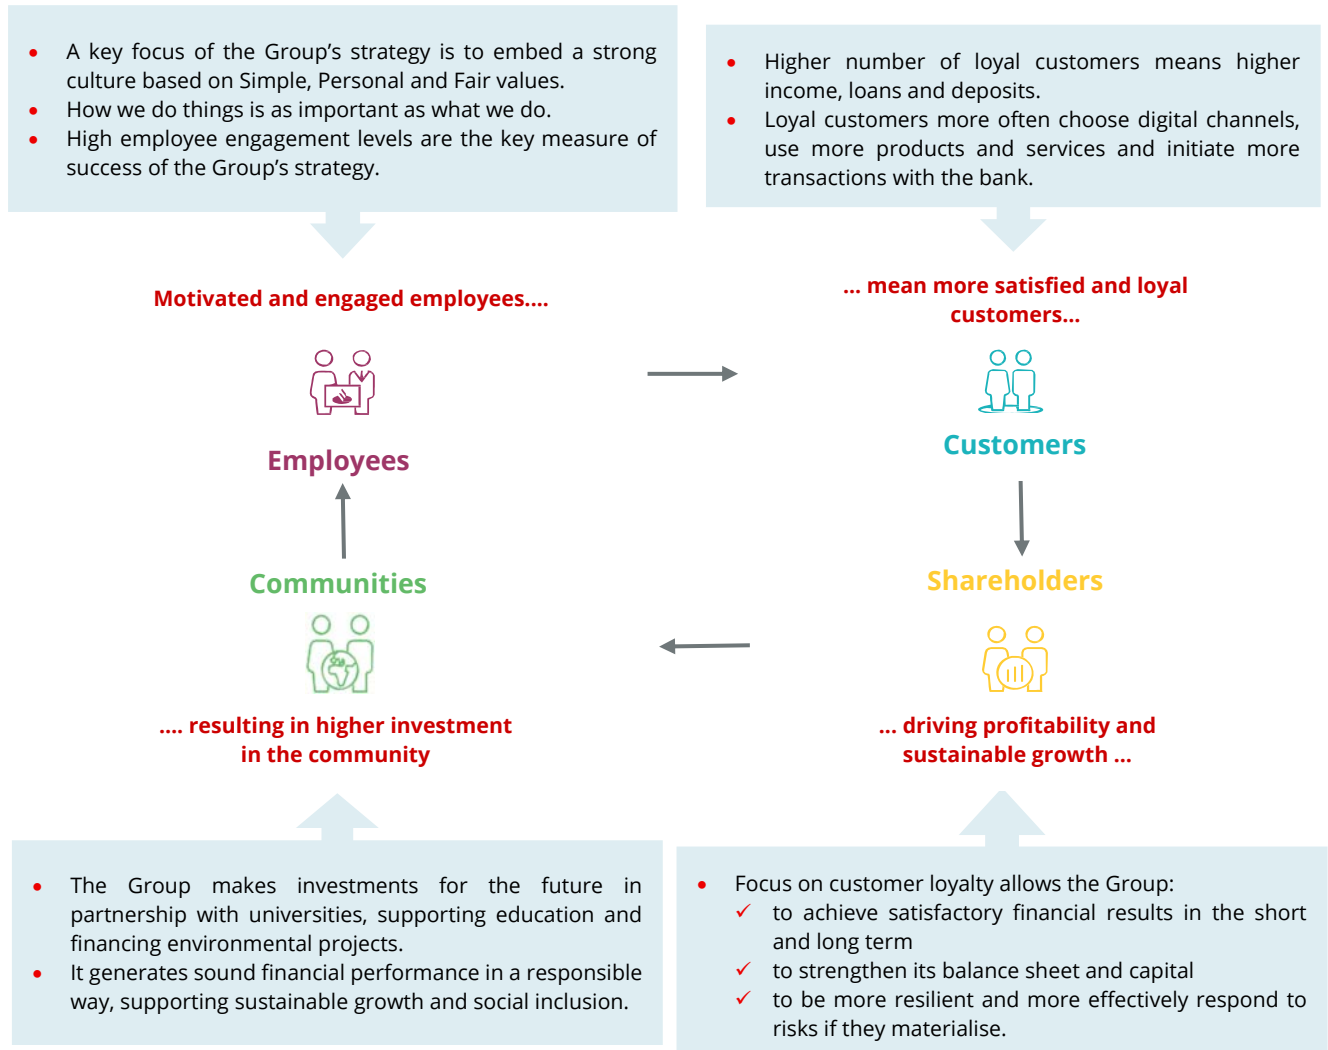 • A key focus of the Group’s strategy is to embed a strong
culture based on Simple, Personal and Fair values.
• How we do things is as important as what we do.
• High employee engagement levels are the key measure of
success of the Group’s strategy.
• Higher number of loyal customers means higher
income, loans and deposits.
• Loyal customers more often choose digital channels,
use more products and services and initiate more
transactions with the bank.
Motivated and engaged employees....
... mean more satisfied and loyal
customers...
Employees
Customers
Communities
Shareholders
.... resulting in higher investment
in the community
... driving profitability and
sustainable growth ...
• The Group makes investments for the future in
partnership with universities, supporting education and
financing environmental projects.
• It generates sound financial performance in a responsible
way, supporting sustainable growth and social inclusion.
• Focus on customer loyalty allows the Group:
✓ to achieve satisfactory financial results in the short
and long term
✓ to strengthen its balance sheet and capital
✓ to be more resilient and more effectively respond to
risks if they materialise.